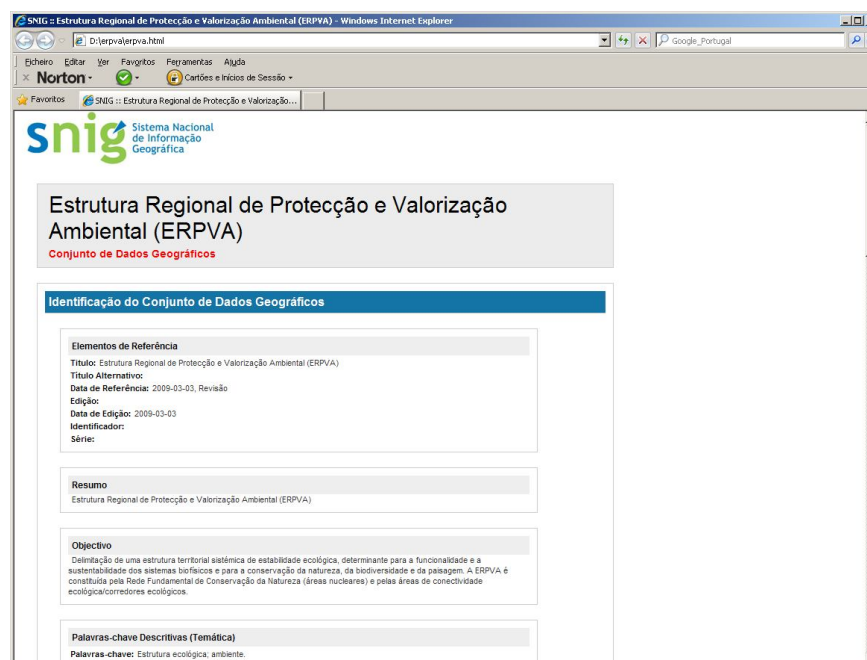 SNIG :: Estrutura Regional de Protecção e Valorização Ambiental (ERPVA) - Windows Internet Explorer
D:\erpva\erpva.html
Google_Portugal
Ficheiro Editar Ver Favoritos Ferramentas Ajuda
Norton Cartões e Inícios de Sessão
Favoritos SNIG :: Estrutura Regional de Protecção e Valorização...
snig Sistema Nacional
de Informação
Geográfica
Estrutura Regional de Protecção e Valorização
Ambiental (ERPVA)
Conjunto de Dados Geográficos
Identificação do Conjunto de Dados Geográficos
Elementos de Referência
Título: Estrutura Regional de Protecção e Valorização Ambiental (ERPVA)
Título Alternativo:
Data de Referência: 2009-03-03, Revisão
Edição:
Data de Edição: 2009-03-03
Identificador:
Série:
Resumo
Estrutura Regional de Protecção e Valorização Ambiental (ERPVA)
Objectivo
Delimitação de uma estrutura territorial sistémica de estabilidade ecológica, determinante para a funcionalidade e a
sustentabilidade dos sistemas biofísicos e para a conservação da natureza, da biodiversidade e da paisagem. A ERPVA é
constituída pela Rede Fundamental de Conservação da Natureza (áreas nucleares) e pelas áreas de conectividade
ecológica/corredores ecológicos.
Palavras-chave Descritivas (Temática)
Palavras-chave: Estrutura ecológica; ambiente.